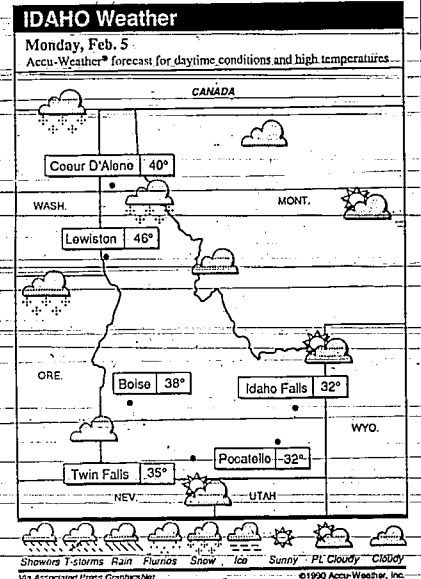 IDAHO Weather
Monday, Feb. 5
Accu-Weather® forecast for daytime conditions and high temperatures
CANADA
Coeur D'Alene 40°
WASH.
MONT.
Lewiston 46°
ORE.
Boise 38°
Idaho Falls 32°
WYO.
Pocatello 32°
Twin Falls 35°
NEV.
UTAH
Showers T-storms Rain Flurries Snow Ice Sunny Pt. Cloudy Cloudy
Via Associated Press GraphicsNet
©1990 Accu-Weather, Inc.